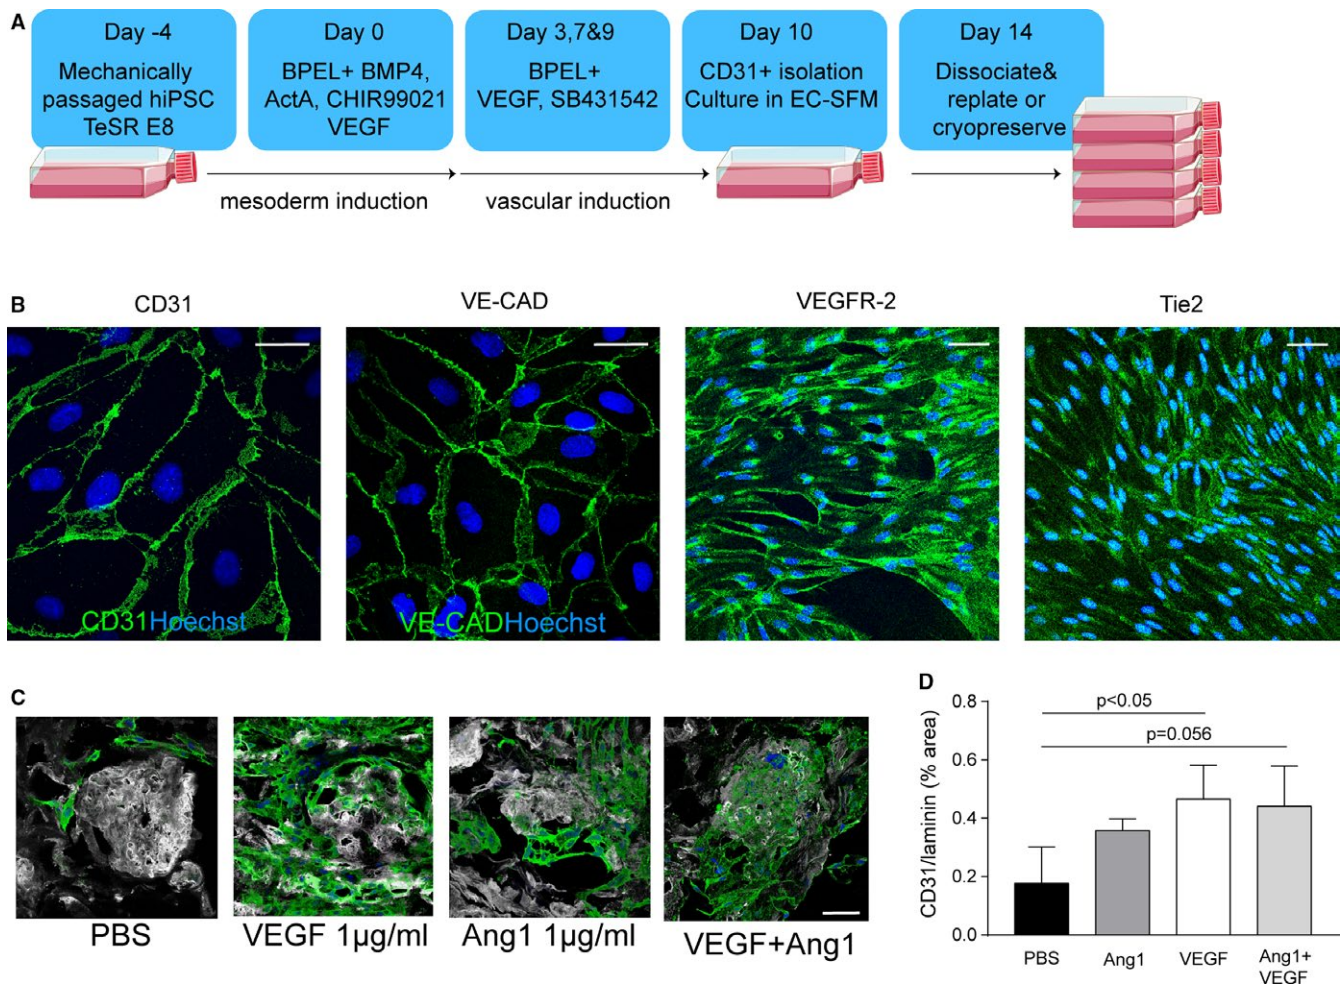 A
Day -4
Mechanically
passaged hiPSC
TeSR E8
Day 0
BPEL+ BMP4,
ActA, CHIR99021
VEGF
Day 3,7&9
BPEL+
VEGF, SB431542
Day 10
CD31+ isolation
Culture in EC-SFM
Day 14
Dissociate&
replate or
cryopreserve
mesoderm induction
vascular induction
B
CD31
VE-CAD
VEGFR-2
Tie2
CD31Hoechst
VE-CADHoechst
C
PBS
VEGF 1µg/ml
Ang1 1µg/ml
VEGF+Ang1
D
CD31/laminin (% area)
0.8
0.6
0.4
0.2
0.0
p<0.05
p=0.056
PBS
Ang1
VEGF
Ang1+
VEGF